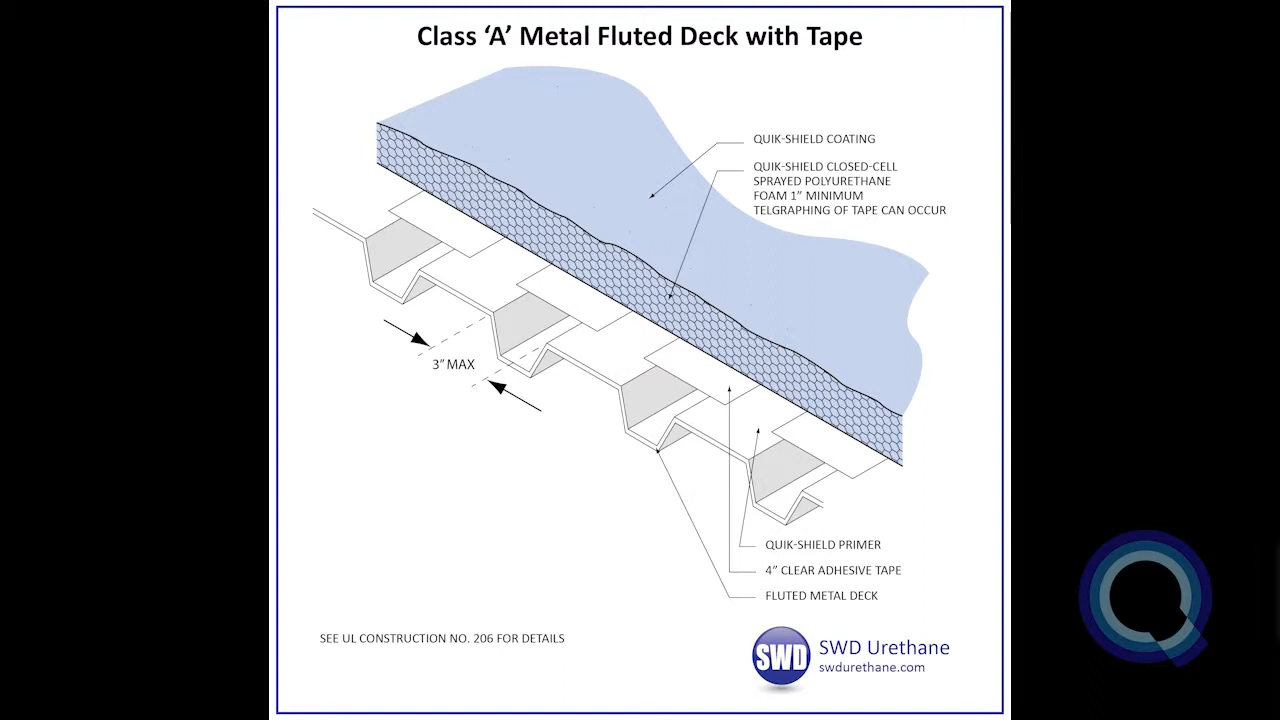 Class ‘A’ Metal Fluted Deck with Tape
QUIK-SHIELD COATING
QUIK-SHIELD CLOSED-CELL
SPRAYED POLYURETHANE
FOAM 1” MINIMUM
TELGRAPHING OF TAPE CAN OCCUR
3” MAX
QUIK-SHIELD PRIMER
4” CLEAR ADHESIVE TAPE
FLUTED METAL DECK
SEE UL CONSTRUCTION NO. 206 FOR DETAILS
SWD
SWD Urethane
swdurethane.com